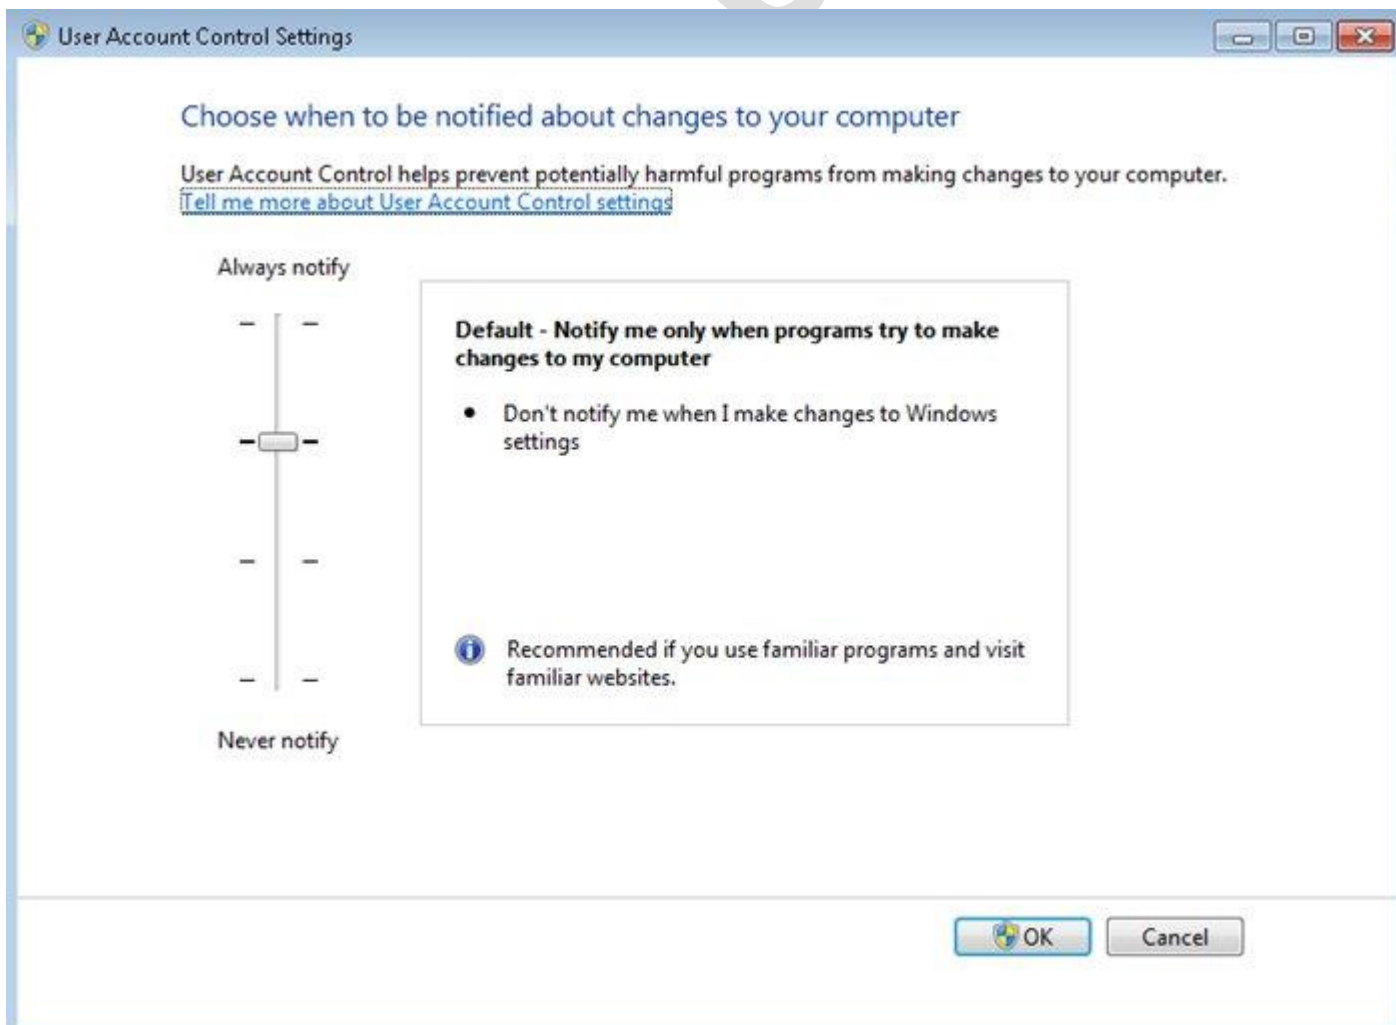 User Account Control Settings
Choose when to be notified about changes to your computer
User Account Control helps prevent potentially harmful programs from making changes to your computer.
Tell me more about User Account Control settings
Always notify
Default - Notify me only when programs try to make
changes to my computer
• Don't notify me when I make changes to Windows
settings
Recommended if you use familiar programs and visit
familiar websites.
Never notify
OK Cancel